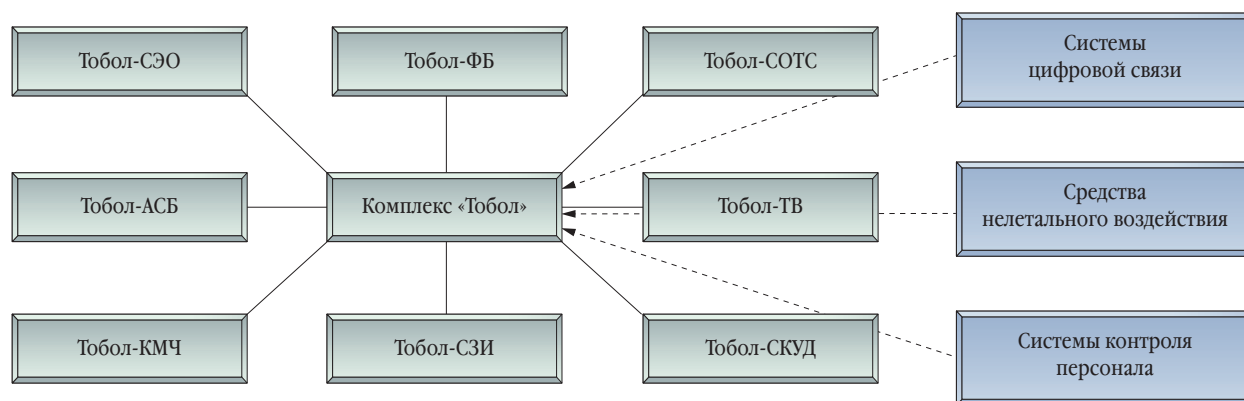 Тобол-СЭО
Тобол-ФБ
Тобол-СОТС
Системы
цифровой связи
Тобол-АСБ
Комплекс «Тобол»
Тобол-ТВ
Средства
нелетального воздействия
Тобол-КМЧ
Тобол-СЗИ
Тобол-СКУД
Системы контроля
персонала